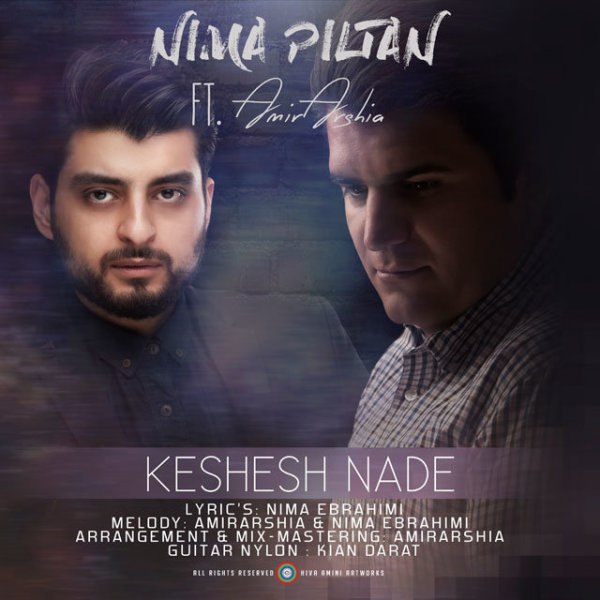 NIMA PILTAN
FT. AmirArshia
KESHESH NADE
LYRIC'S: NIMA EBRAHIMI
MELODY: AMIRARSHIA & NIMA EBRAHIMI
ARRANGEMENT & MIX-MASTERING: AMIRARSHIA
GUITAR NYLON : KIAN DARAT
ALL RIGHTS RESERVED HIVA AMINI ARTWORKS